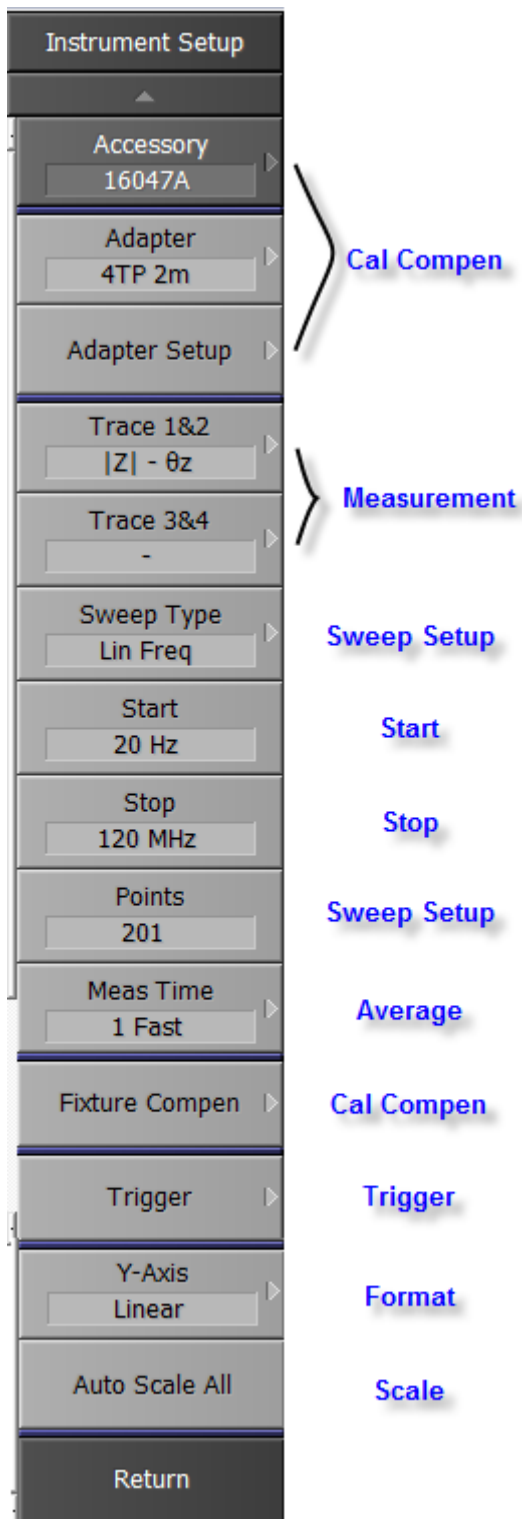 Instrument Setup
Accessory
16047A
Adapter
4TP 2m
Adapter Setup
Cal Compen
Trace 1&2
|Z| - θz
Trace 3&4
-
Measurement
Sweep Type
Lin Freq
Sweep Setup
Start
20 Hz
Start
Stop
120 MHz
Stop
Points
201
Sweep Setup
Meas Time
1 Fast
Average
Fixture Compen
Cal Compen
Trigger
Trigger
Y-Axis
Linear
Format
Auto Scale All
Scale
Return